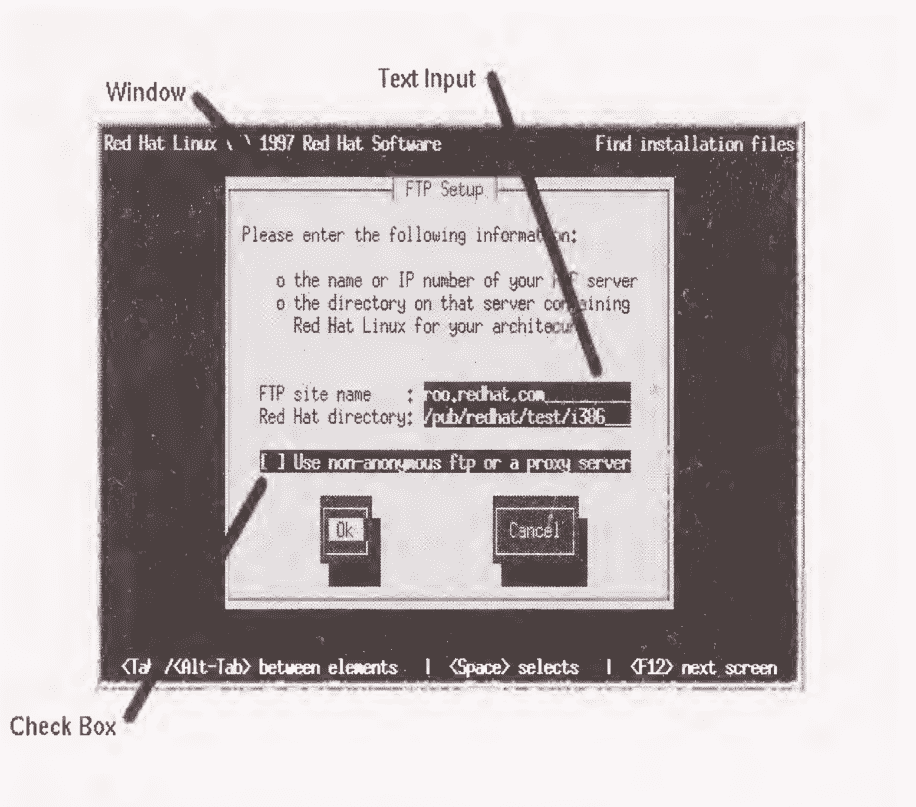 Text Input
Window
Red Hat Linux 1997 Red Hat Software Find installation files
FTP Setup
Please enter the following information:
o the name or IP number of your server
o the directory on that server containing
Red Hat Linux for your
FTP site name : roo.redhat.com
Red Hat directory: /pub/redhat/test/i386
[ ] Use non-anonymous ftp or a proxy server
Ok Cancel
/<Alt-Tab> between elements | <Space> selects | <F12> next screen
Check Box